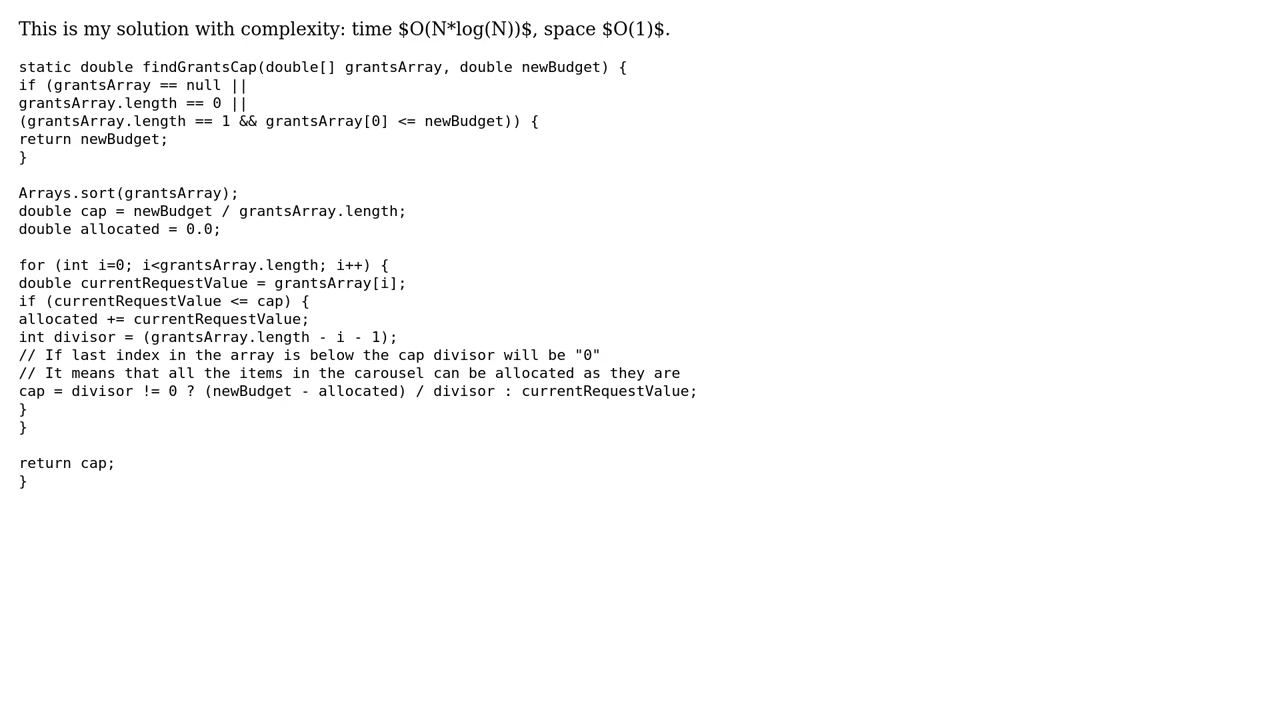 This is my solution with complexity: time $O(N*log(N))$, space $O(1)$.
static double findGrantsCap(double[] grantsArray, double newBudget) {
if (grantsArray == null ||
grantsArray.length == 0 ||
(grantsArray.length == 1 && grantsArray[0] <= newBudget)) {
return newBudget;
}
Arrays.sort(grantsArray);
double cap = newBudget / grantsArray.length;
double allocated = 0.0;
for (int i=0; i<grantsArray.length; i++) {
double currentRequestValue = grantsArray[i];
if (currentRequestValue <= cap) {
allocated += currentRequestValue;
int divisor = (grantsArray.length - i - 1);
// If last index in the array is below the cap divisor will be "0"
// It means that all the items in the carousel can be allocated as they are
cap = divisor != 0 ? (newBudget - allocated) / divisor : currentRequestValue;
}
}
return cap;
}